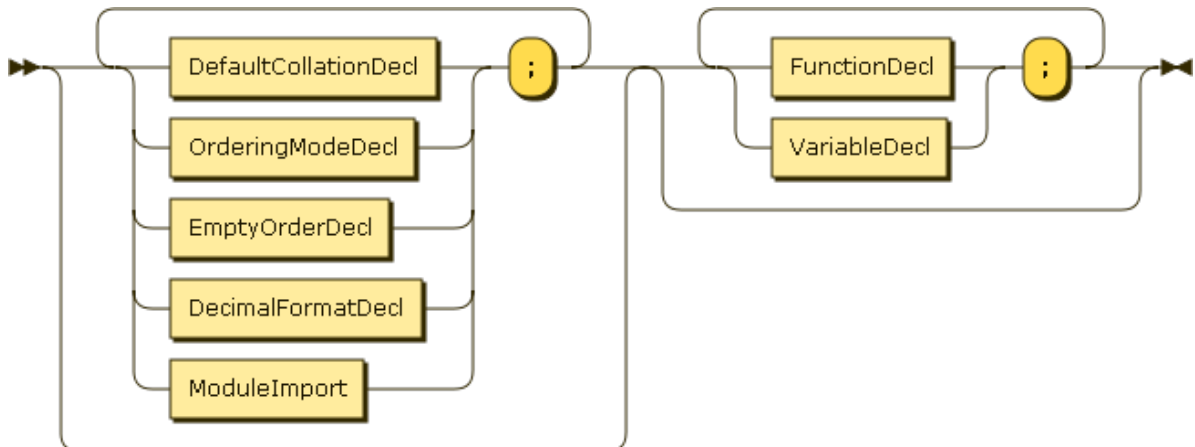 DefaultCollationDecl ; FunctionDecl ;
OrderingModeDecl VariableDecl
EmptyOrderDecl
DecimalFormatDecl
ModuleImport